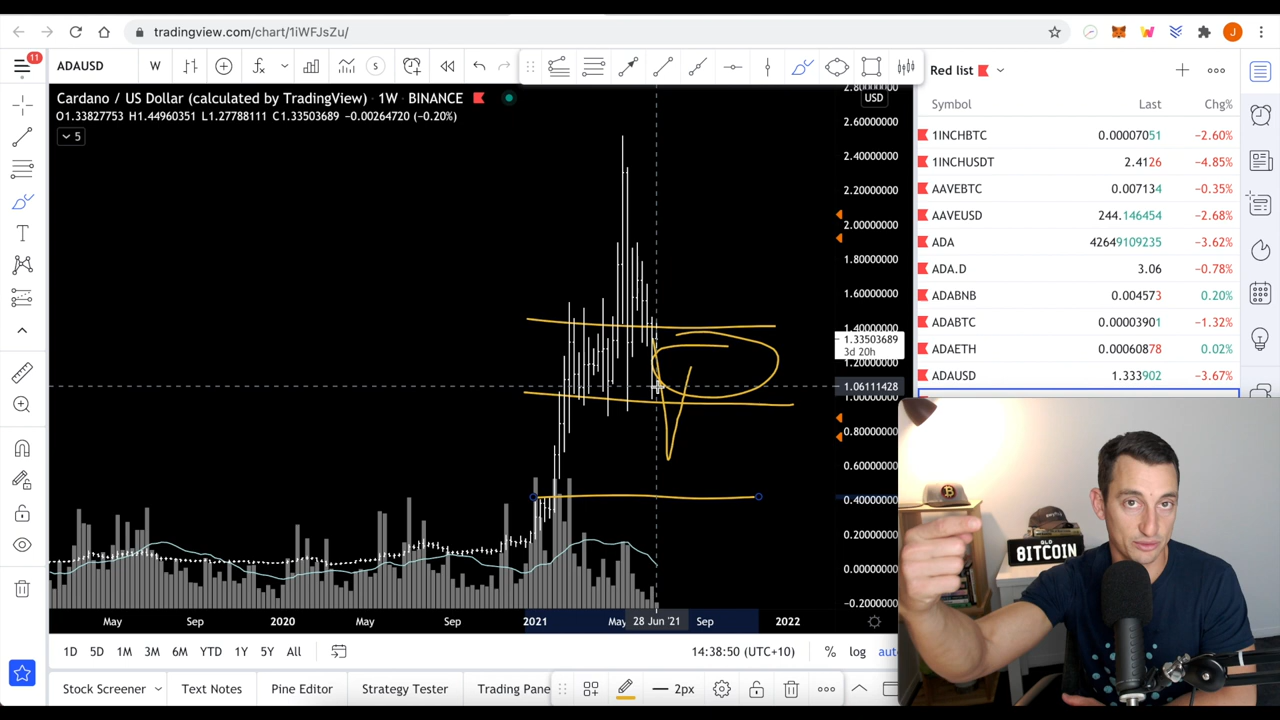 tradingview.com/chart/1iWFJsZu/
J
11
ADAUSD W S Red list
Cardano / US Dollar (calculated by TradingView) · 1W · BINANCE
O1.33827753 H1.44960351 L1.27788111 C1.33503689 −0.00264720 (−0.20%)
5
USD
2.60000000
2.40000000
2.20000000
2.00000000
1.80000000
1.60000000
1.40000000
1.33503689
3d 20h
1.20000000
1.06111428
1.00000000
0.80000000
0.60000000
0.40000000
0.20000000
0.00000000
−0.20000000
Symbol Last Chg%
1INCHBTC 0.00007051 −2.60%
1INCHUSDT 2.4126 −4.85%
AAVEBTC 0.007134 −0.35%
AAVEUSD 244.146454 −2.68%
ADA 42649109235 −3.62%
ADA.D 3.06 −0.78%
ADABNB 0.004573 0.20%
ADABTC 0.00003901 −1.32%
ADAETH 0.00060878 0.02%
ADAUSD 1.333902 −3.67%
BITCOIN
May Sep 2020 May Sep 2021 May 28 Jun '21 Sep 2022
1D 5D 1M 3M 6M YTD 1Y 5Y All 14:38:50 (UTC+10) % log aut
Stock Screener Text Notes Pine Editor Strategy Tester Trading Pane 2px